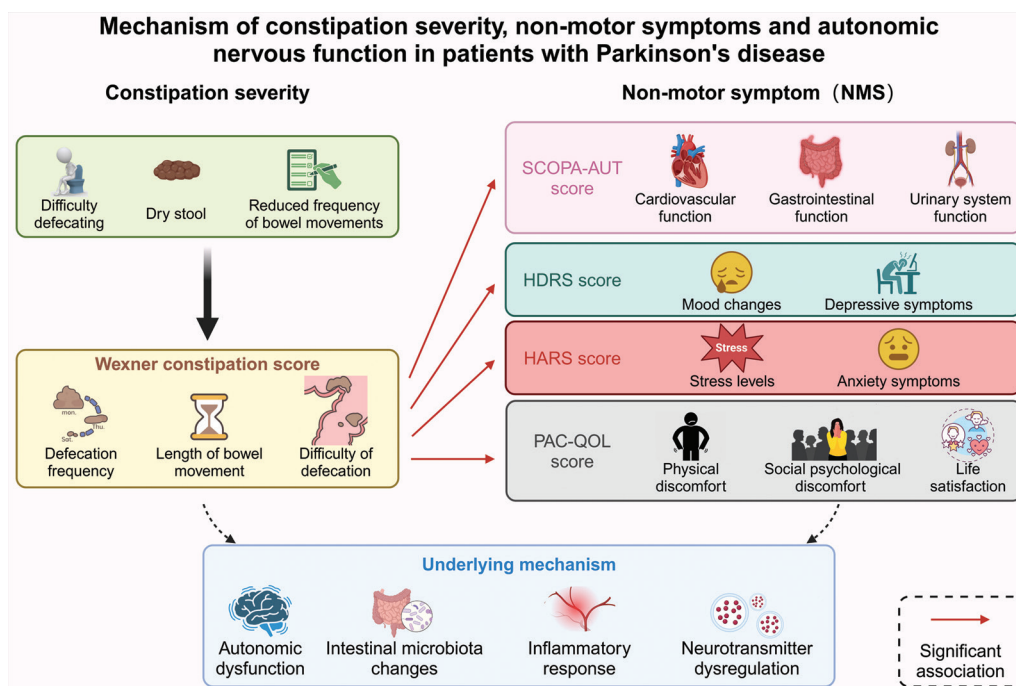 Mechanism of constipation severity, non-motor symptoms and autonomic
nervous function in patients with Parkinson's disease
Constipation severity
Non-motor symptom（NMS）
Difficulty
defecating
Dry stool
Reduced frequency
of bowel movements
SCOPA-AUT
score
Cardiovascular
function
Gastrointestinal
function
Urinary system
function
HDRS score
Mood changes
Depressive symptoms
HARS score
Stress
Stress levels
Anxiety symptoms
Wexner constipation score
mon.
Thu.
Sat.
Defecation
frequency
Length of bowel
movement
Difficulty of
defecation
PAC-QOL
score
Physical
discomfort
Social psychological
discomfort
Life
satisfaction
Underlying mechanism
Autonomic
dysfunction
Intestinal microbiota
changes
Inflammatory
response
Neurotransmitter
dysregulation
Significant
association